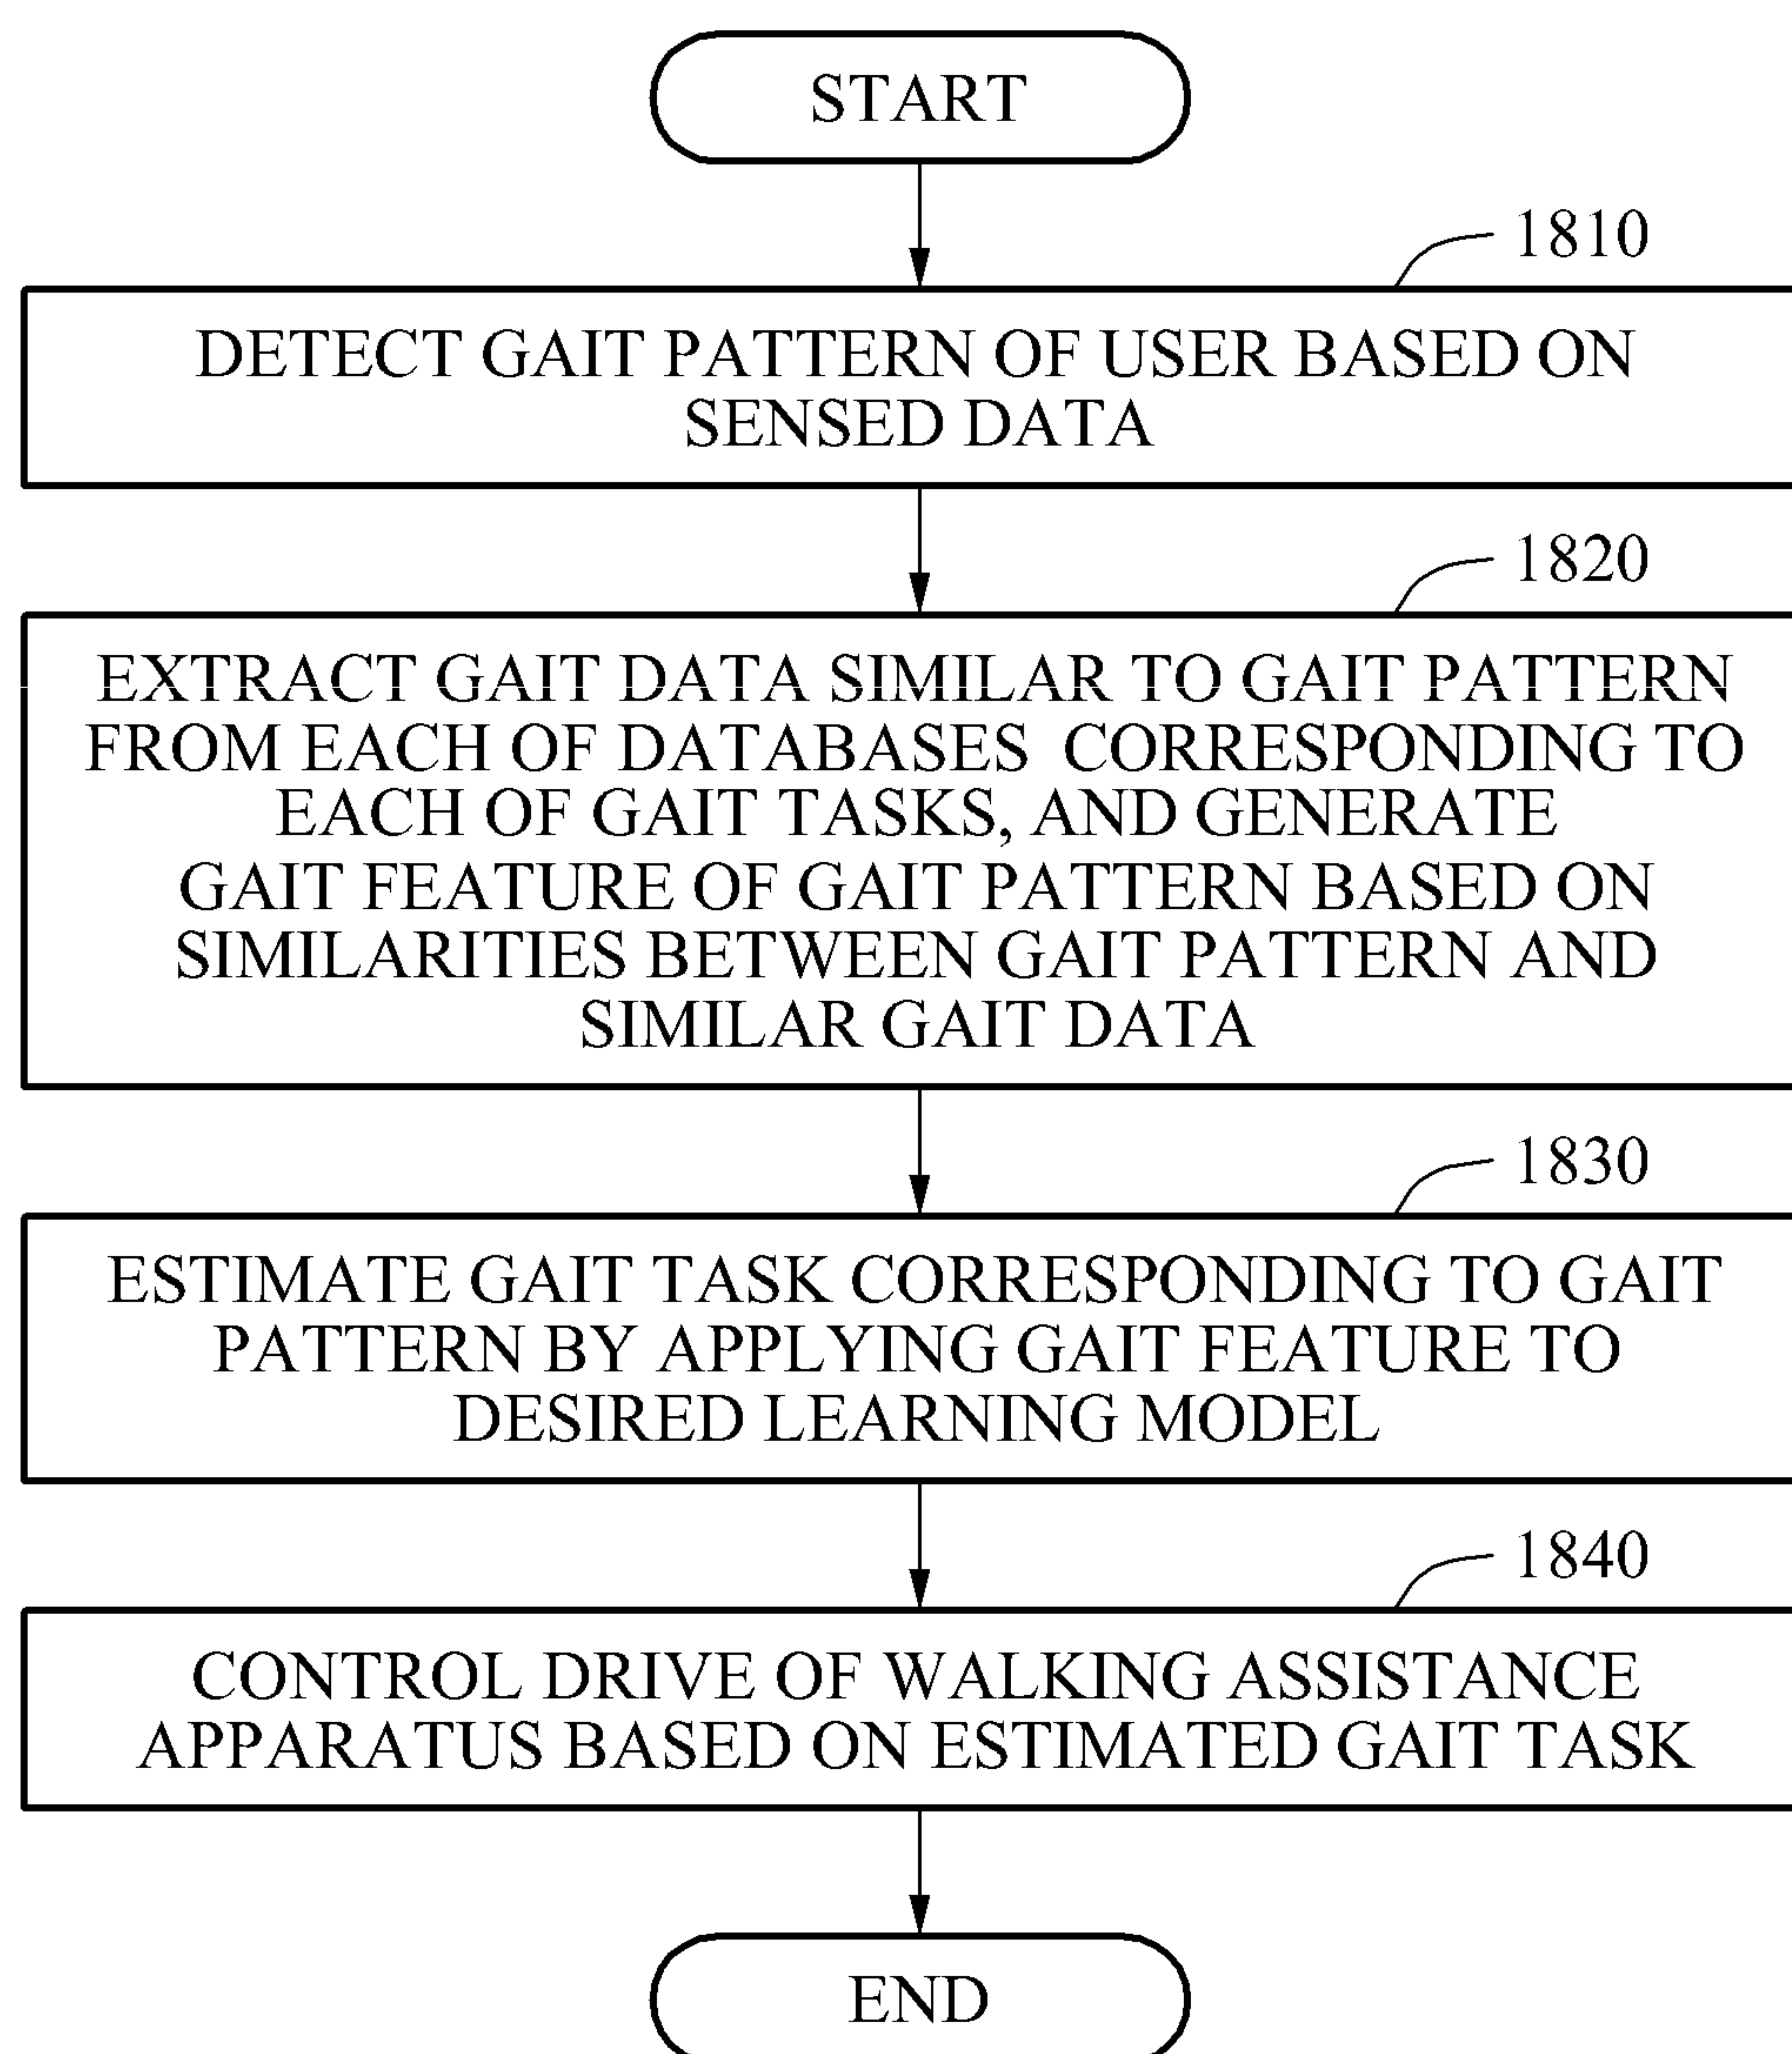 START
1810
DETECT GAIT PATTERN OF USER BASED ON
SENSED DATA
1820
EXTRACT GAIT DATA SIMILAR TO GAIT PATTERN
FROM EACH OF DATABASES CORRESPONDING TO
EACH OF GAIT TASKS, AND GENERATE
GAIT FEATURE OF GAIT PATTERN BASED ON
SIMILARITIES BETWEEN GAIT PATTERN AND
SIMILAR GAIT DATA
1830
ESTIMATE GAIT TASK CORRESPONDING TO GAIT
PATTERN BY APPLYING GAIT FEATURE TO
DESIRED LEARNING MODEL
1840
CONTROL DRIVE OF WALKING ASSISTANCE
APPARATUS BASED ON ESTIMATED GAIT TASK
END